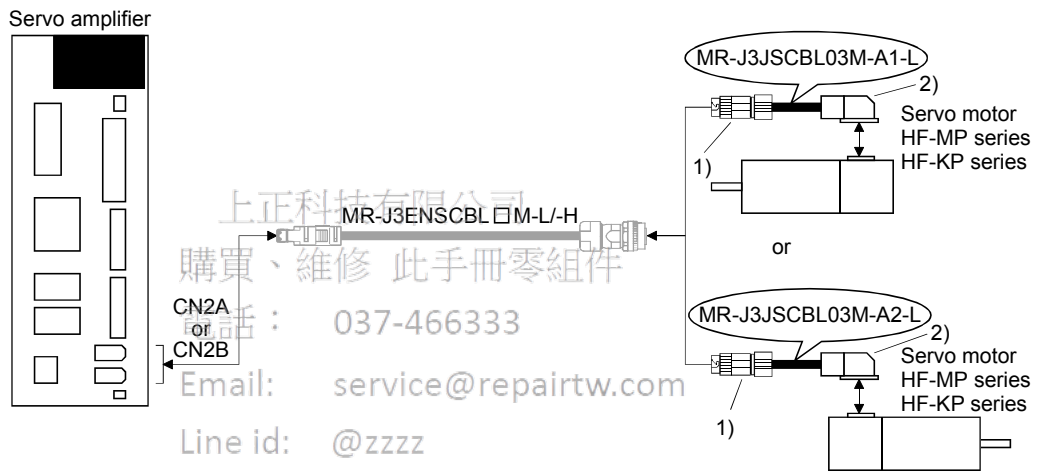 Servo amplifier
MR-J3JSCBL03M-A1-L
2)
Servo motor
HF-MP series
HF-KP series
1)
上正科技有限公司
MR-J3ENSCBL□M-L/-H
or
購買、維修 此手冊零組件
CN2A
or
CN2B
電話： 037-466333
MR-J3JSCBL03M-A2-L
2)
Servo motor
HF-MP series
HF-KP series
1)
Email: service@repairtw.com
Line id: @zzzz